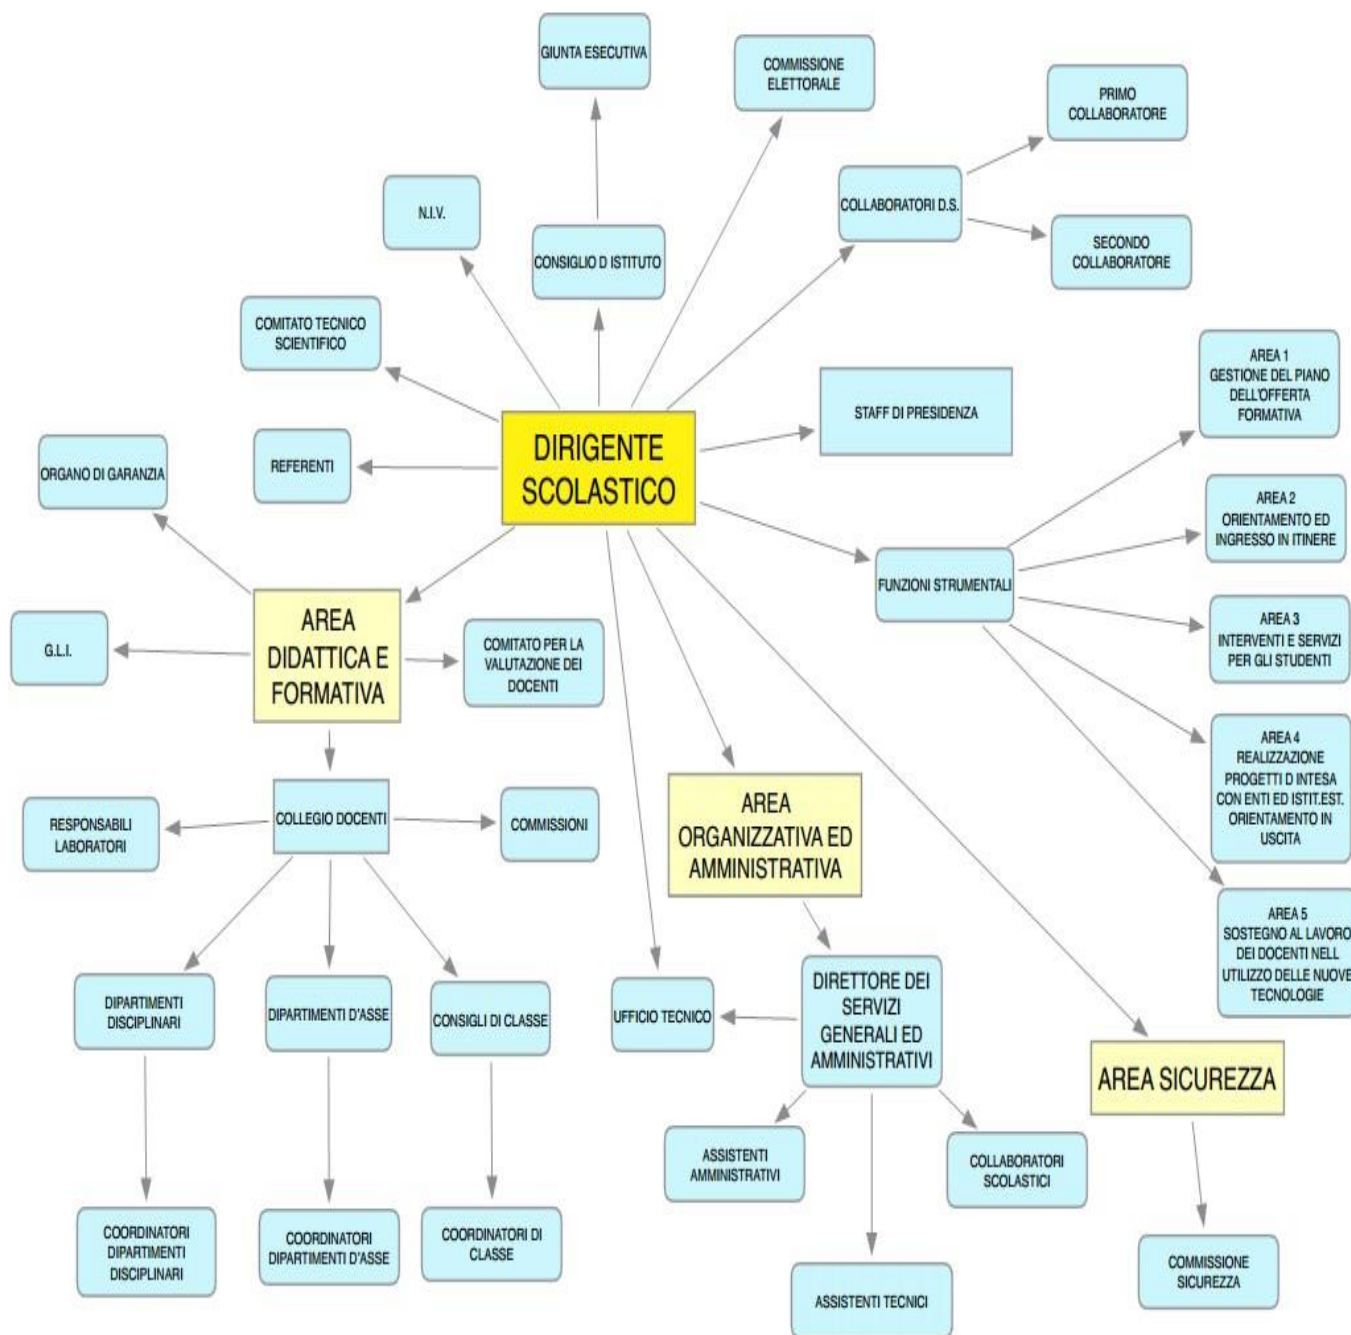 GIUNTA ESECUTIVA
COMMISSIONE
ELETTORALE
PRIMO
COLLABORATORE
N.I.V.
COLLABORATORI D.S.
CONSIGLIO D ISTITUTO
SECONDO
COLLABORATORE
COMITATO TECNICO
SCIENTIFICO
AREA 1
GESTIONE DEL PIANO
DELL'OFFERTA
FORMATIVA
STAFF DI PRESIDENZA
DIRIGENTE
SCOLASTICO
REFERENTI
ORGANO DI GARANZIA
AREA 2
ORIENTAMENTO ED
INGRESSO IN ITINERE
FUNZIONI STRUMENTALI
AREA
DIDATTICA E
FORMATIVA
G.L.I.
COMITATO PER LA
VALUTAZIONE DEI
DOCENTI
AREA 3
INTERVENTI E SERVIZI
PER GLI STUDENTI
AREA 4
REALIZZAZIONE
PROGETTI D INTESA
CON ENTI ED ISTIT.EST.
ORIENTAMENTO IN
USCITA
RESPONSABILI
LABORATORI
COLLEGIO DOCENTI
COMMISSIONI
AREA
ORGANIZZATIVA ED
AMMINISTRATIVA
AREA 5
SOSTEGNO AL LAVORO
DEI DOCENTI NELL
UTILIZZO DELLE NUOVE
TECNOLOGIE
DIPARTIMENTI
DISCIPLINARI
DIPARTIMENTI D'ASSE
CONSIGLI DI CLASSE
UFFICIO TECNICO
DIRETTORE DEI
SERVIZI
GENERALI ED
AMMINISTRATIVI
AREA SICUREZZA
ASSISTENTI
AMMINISTRATIVI
COLLABORATORI
SCOLASTICI
COORDINATORI
DIPARTIMENTI
DISCIPLINARI
COORDINATORI
DIPARTIMENTI D'ASSE
COORDINATORI DI
CLASSE
COMMISSIONE
SICUREZZA
ASSISTENTI TECNICI